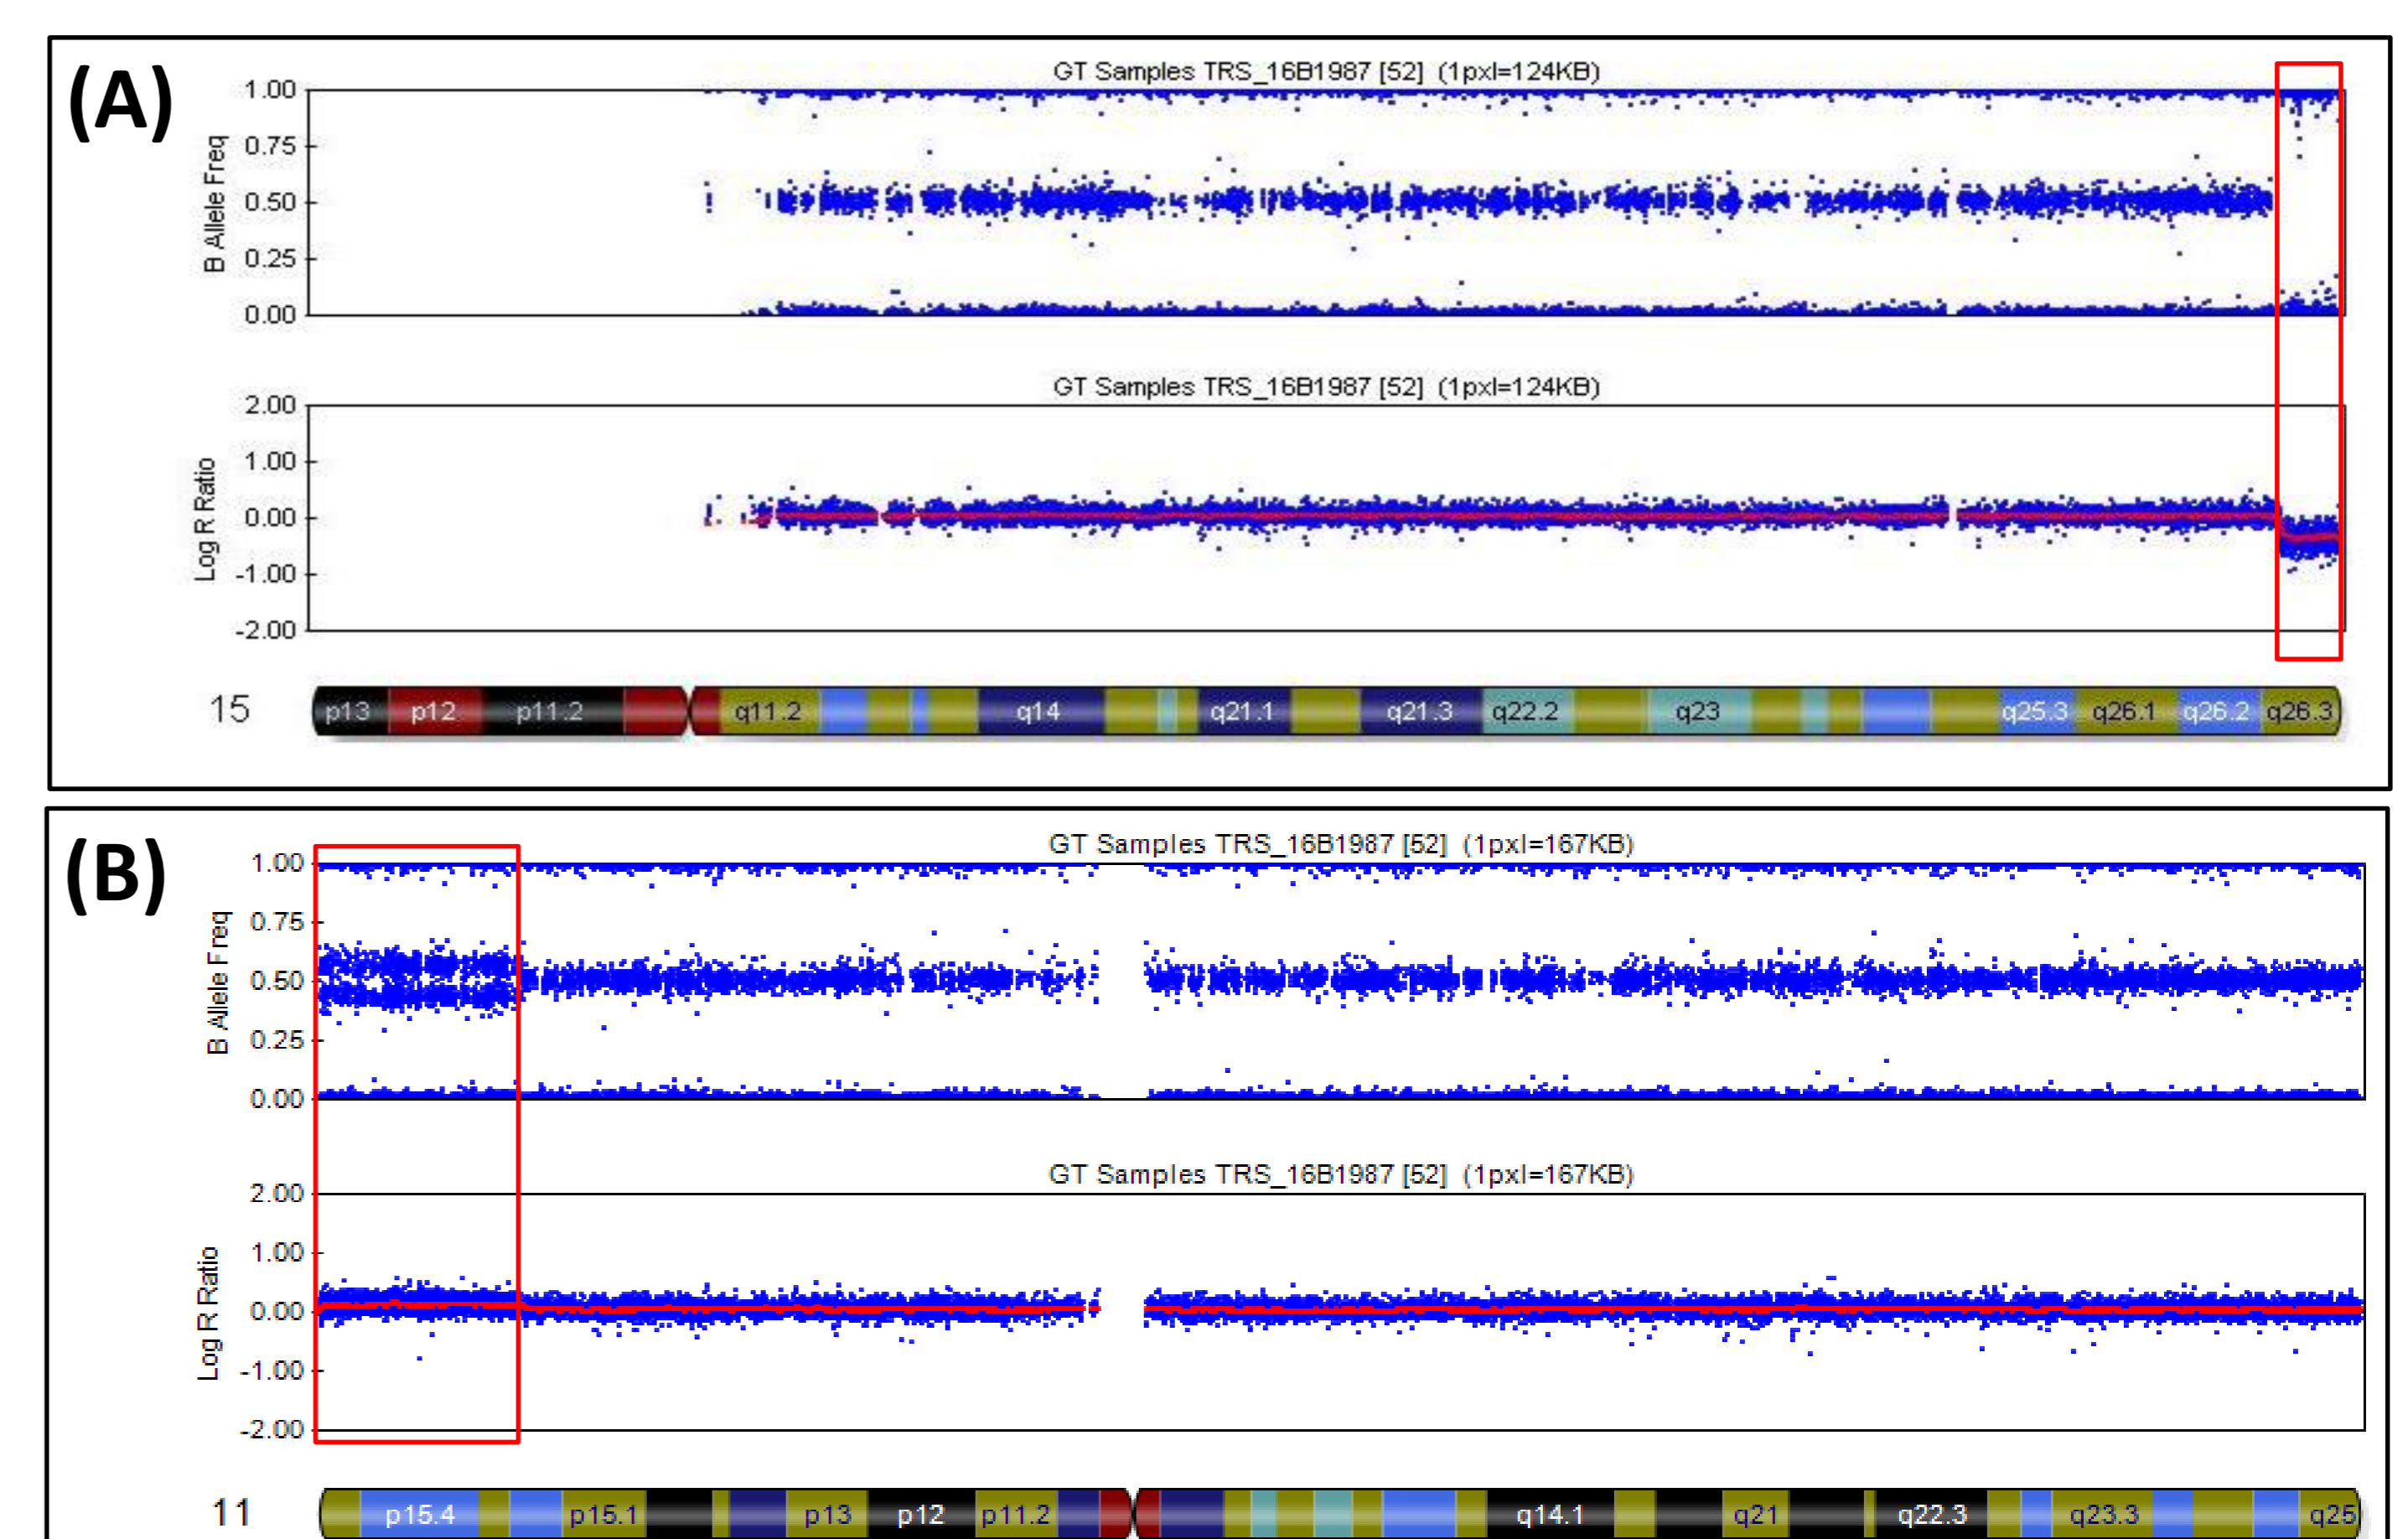 (A)
GT Samples TRS_16B1987 [52] (1pxl=124KB)
1.00
0.75
0.50
0.25
0.00
B Allele Freq
GT Samples TRS_16B1987 [52] (1pxl=124KB)
2.00
1.00
0.00
-1.00
-2.00
Log R Ratio
15 p13 p12 p11.2 q11.2 q14 q21.1 q21.3 q22.2 q23 q25.3 q26.1 q26.2 q26.3
(B)
GT Samples TRS_16B1987 [52] (1pxl=167KB)
1.00
0.75
0.50
0.25
0.00
B Allele Freq
GT Samples TRS_16B1987 [52] (1pxl=167KB)
2.00
1.00
0.00
-1.00
-2.00
Log R Ratio
11 p15.4 p15.1 p13 p12 p11.2 q14.1 q21 q22.3 q23.3 q25